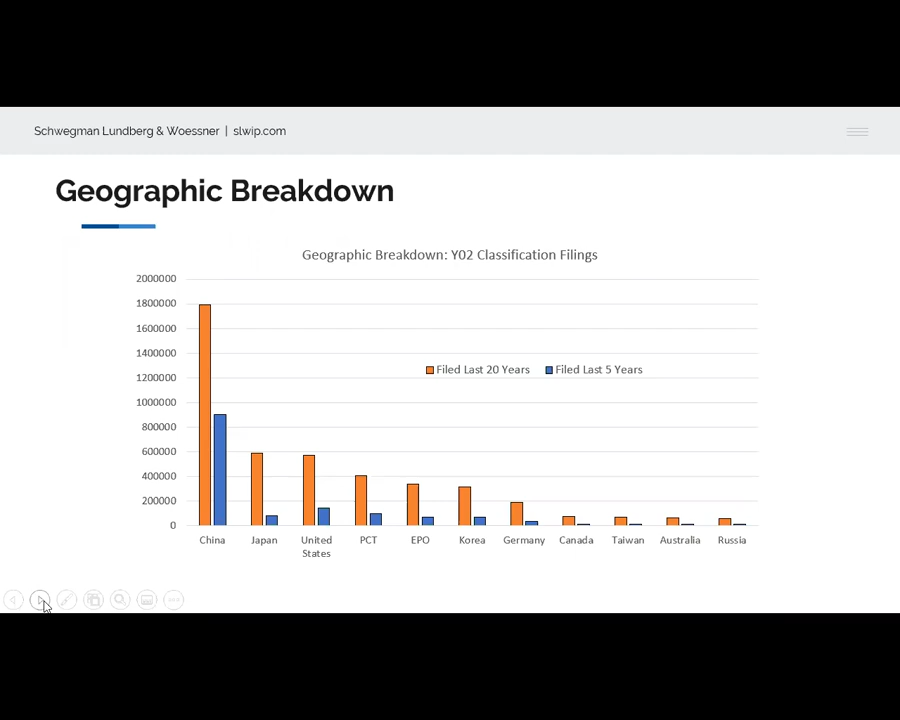 Schwegman Lundberg & Woessner | slwip.com
Geographic Breakdown
Geographic Breakdown: Y02 Classification Filings
2000000
1800000
1600000
1400000
1200000
1000000
800000
600000
400000
200000
0
Filed Last 20 Years Filed Last 5 Years
China Japan United States PCT EPO Korea Germany Canada Taiwan Australia Russia